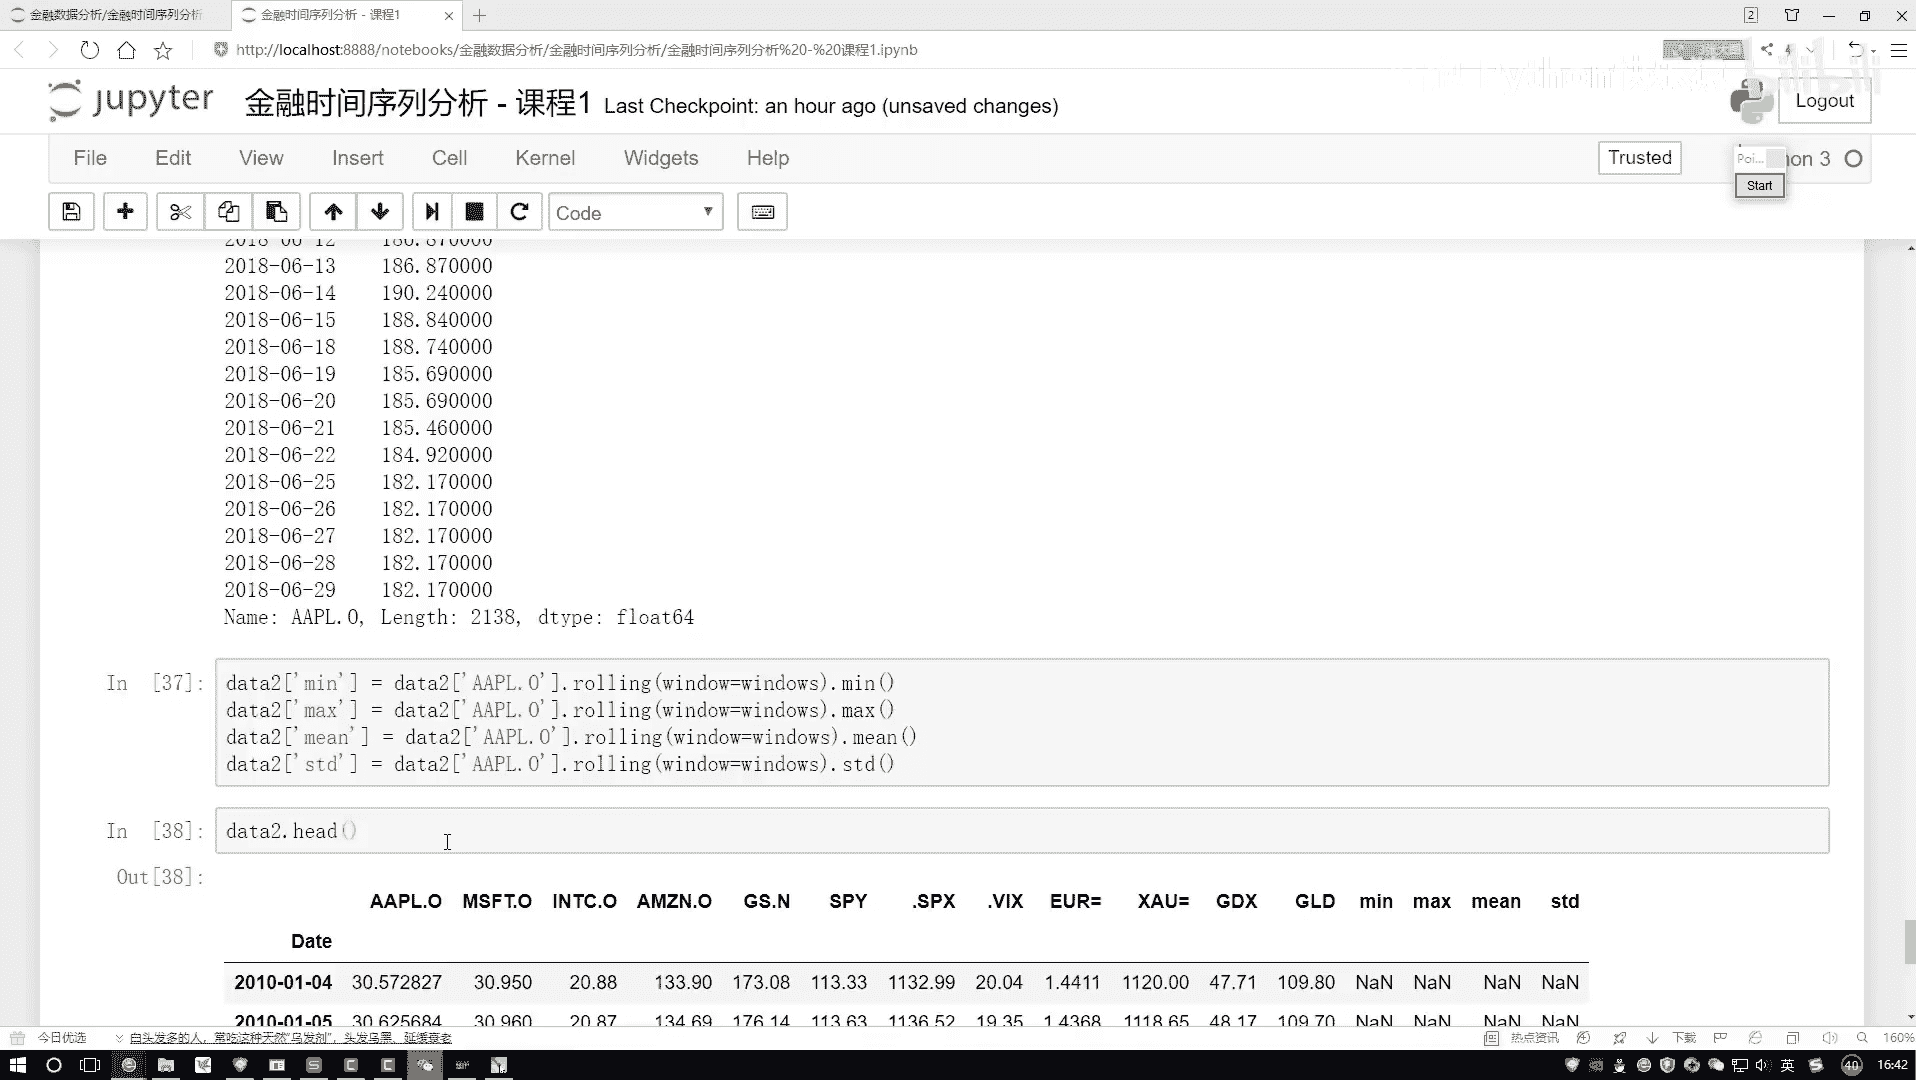 金融数据分析/金融时间序列分析
金融时间序列分析 - 课程1
2
http://localhost:8888/notebooks/金融数据分析/金融时间序列分析/金融时间序列分析%20-%20课程1.ipynb
jupyter 金融时间序列分析 - 课程1 Last Checkpoint: an hour ago (unsaved changes)
bilibili
Logout
File Edit View Insert Cell Kernel Widgets Help
Trusted
Poi...
on 3
Start
Code
2018-06-12 186.870000
2018-06-13 186.870000
2018-06-14 190.240000
2018-06-15 188.840000
2018-06-18 188.740000
2018-06-19 185.690000
2018-06-20 185.690000
2018-06-21 185.460000
2018-06-22 184.920000
2018-06-25 182.170000
2018-06-26 182.170000
2018-06-27 182.170000
2018-06-28 182.170000
2018-06-29 182.170000
Name: AAPL.O, Length: 2138, dtype: float64
In [37]: data2['min'] = data2['AAPL.O'].rolling(window=windows).min()
data2['max'] = data2['AAPL.O'].rolling(window=windows).max()
data2['mean'] = data2['AAPL.O'].rolling(window=windows).mean()
data2['std'] = data2['AAPL.O'].rolling(window=windows).std()
In [38]: data2.head()
Out[38]:
AAPL.O MSFT.O INTC.O AMZN.O GS.N SPY .SPX .VIX EUR= XAU= GDX GLD min max mean std
Date
2010-01-04 30.572827 30.950 20.88 133.90 173.08 113.33 1132.99 20.04 1.4411 1120.00 47.71 109.80 NaN NaN NaN NaN
2010-01-05 30.625684 30.960 20.87 134.69 176.14 113.63 1136.52 19.35 1.4368 1118.65 48.17 109.70 NaN NaN NaN NaN
今日优选 白头发多的人，常吃这种天然“乌发剂”，头发乌黑、延缓衰老
热点资讯 下载 160%
英 40 16:42